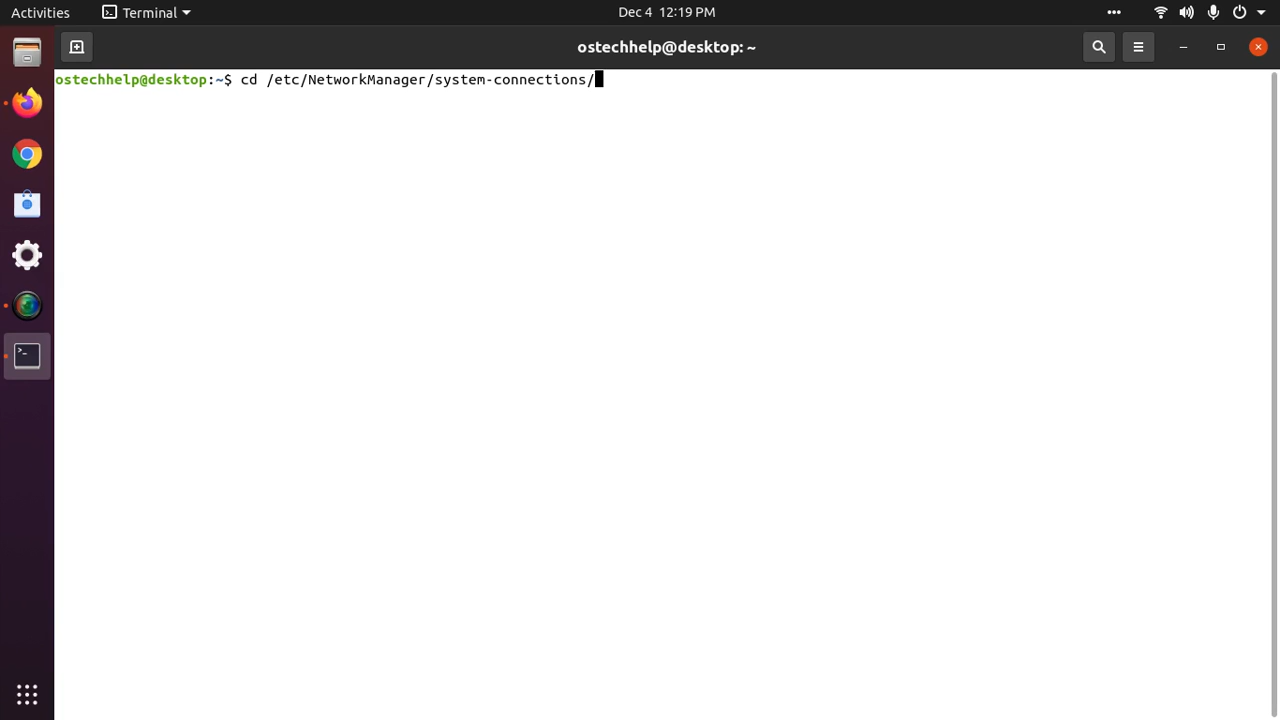 Activities Terminal Dec 4 12:19 PM
ostechhelp@desktop: ~
ostechhelp@desktop:~$ cd /etc/NetworkManager/system-connections/